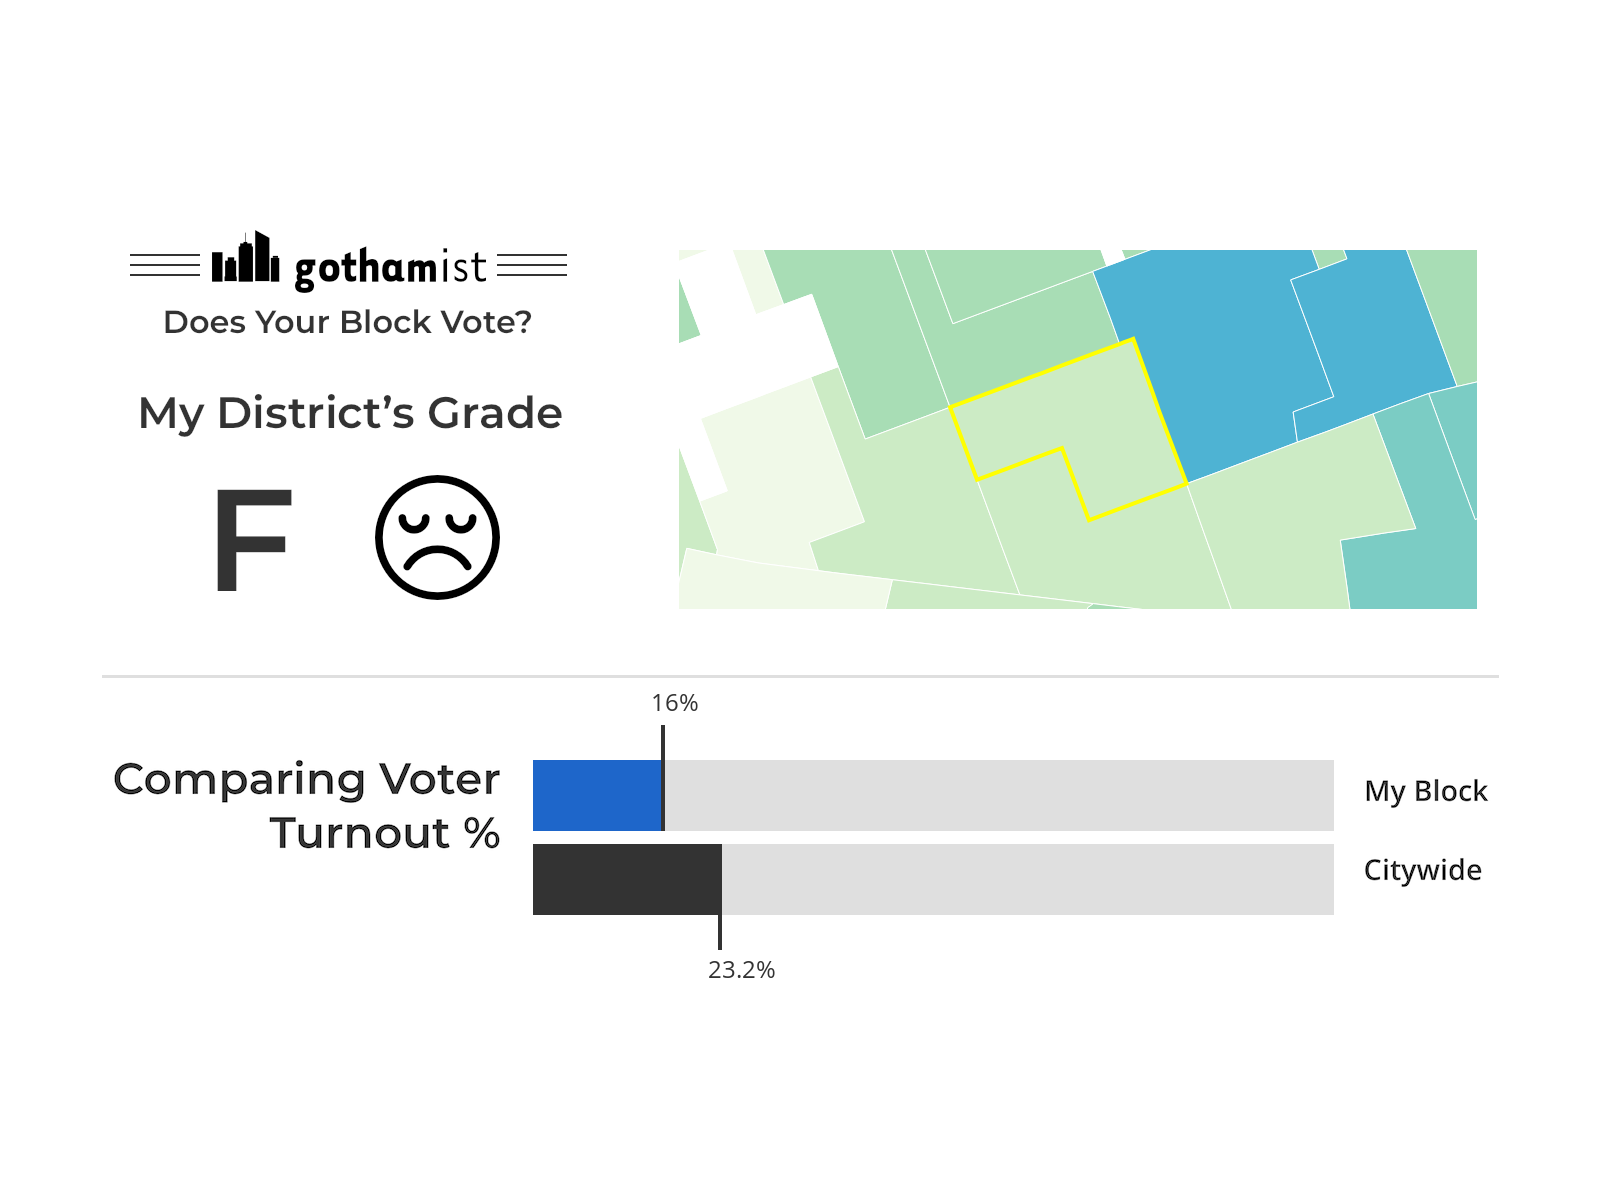 gothamist
Does Your Block Vote?
My District’s Grade
F
16%
Comparing Voter
Turnout %
My Block
Citywide
23.2%